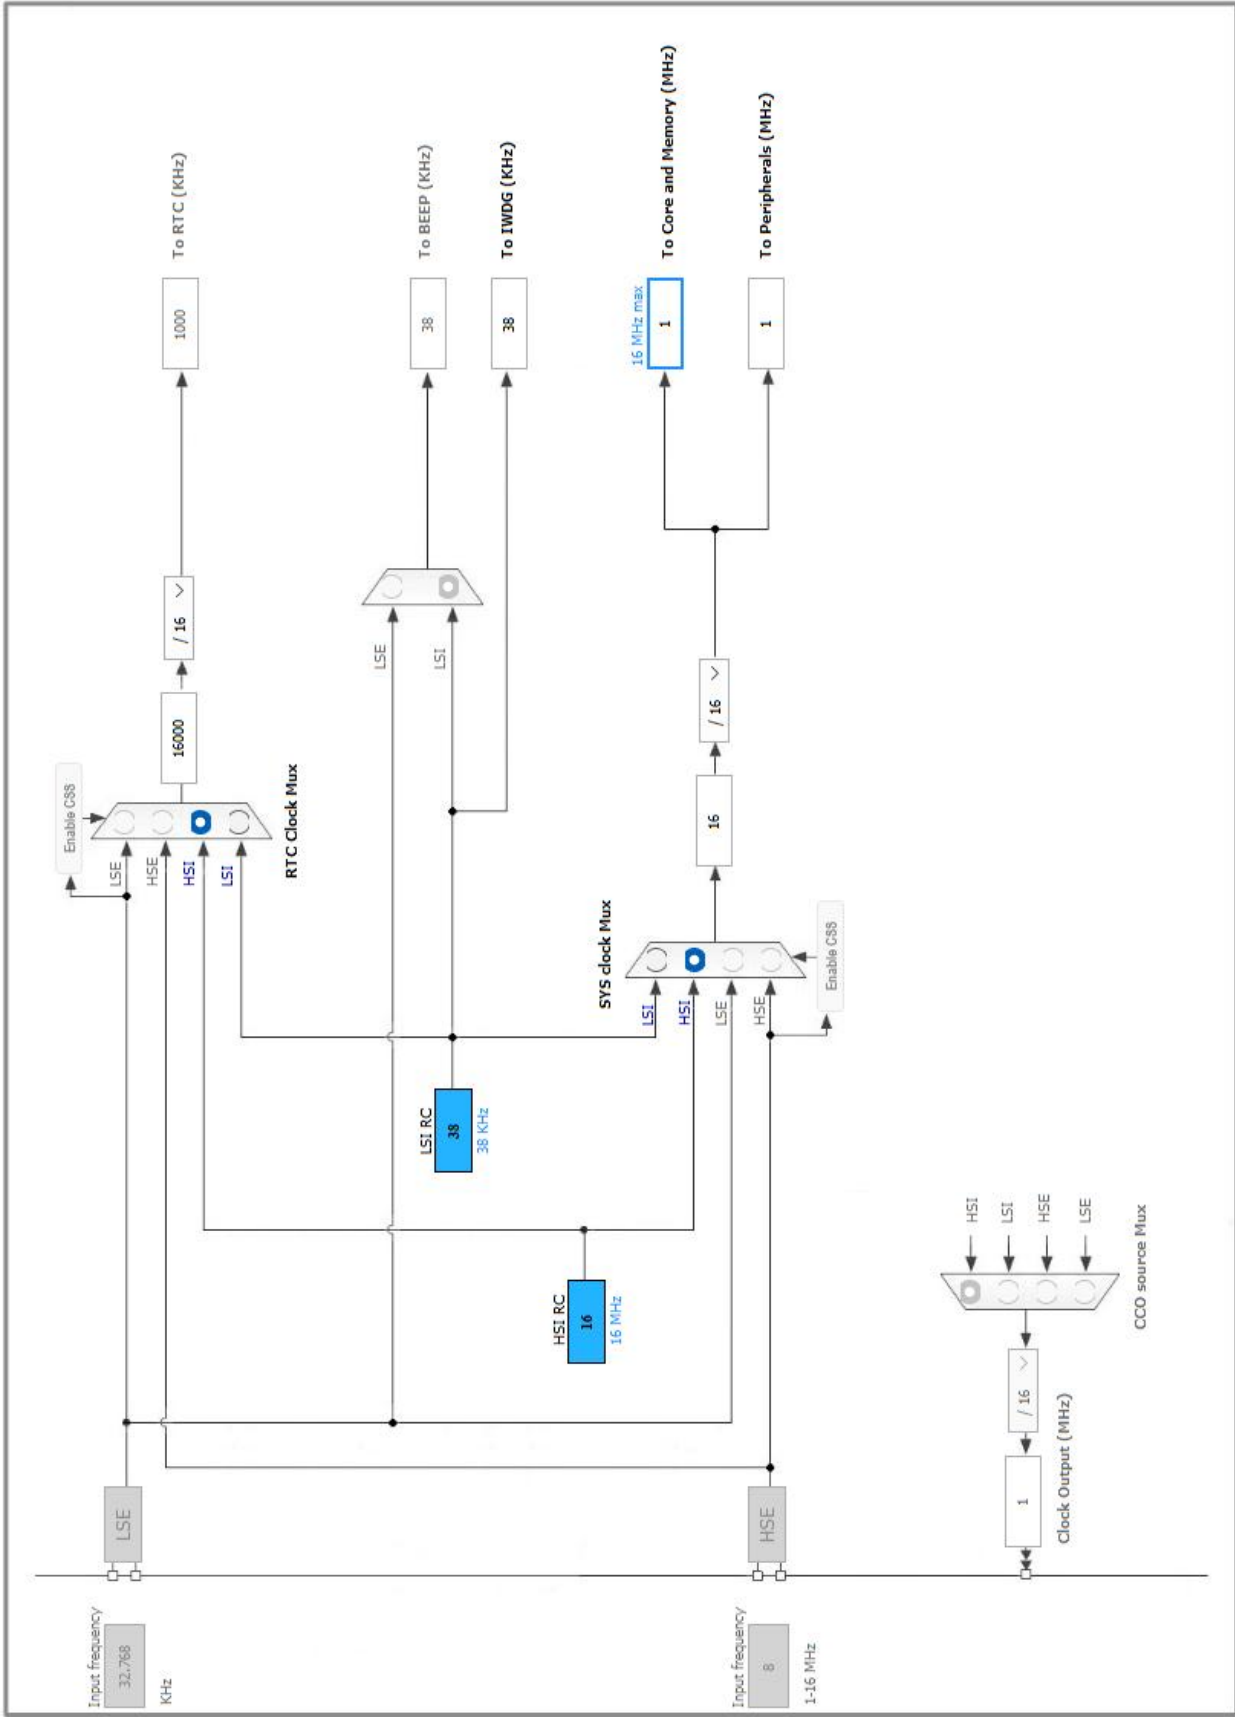 Input frequency
32.768
KHz
LSE
Enable CSS
LSE
HSE
HSI
LSI
RTC Clock Mux
16000
/ 16
1000
To RTC (KHz)
LSE
LSI
38
To BEEP (KHz)
38
To IWDG (KHz)
LSI RC
38
38 KHz
HSI RC
16
16 MHz
SYS clock Mux
LSI
HSI
LSE
HSE
Enable CSS
16
/ 16
16 MHz max
1
To Core and Memory (MHz)
1
To Peripherals (MHz)
Input frequency
8
1-16 MHz
HSE
1
Clock Output (MHz)
/ 16
HSI
LSI
HSE
LSE
CCO source Mux